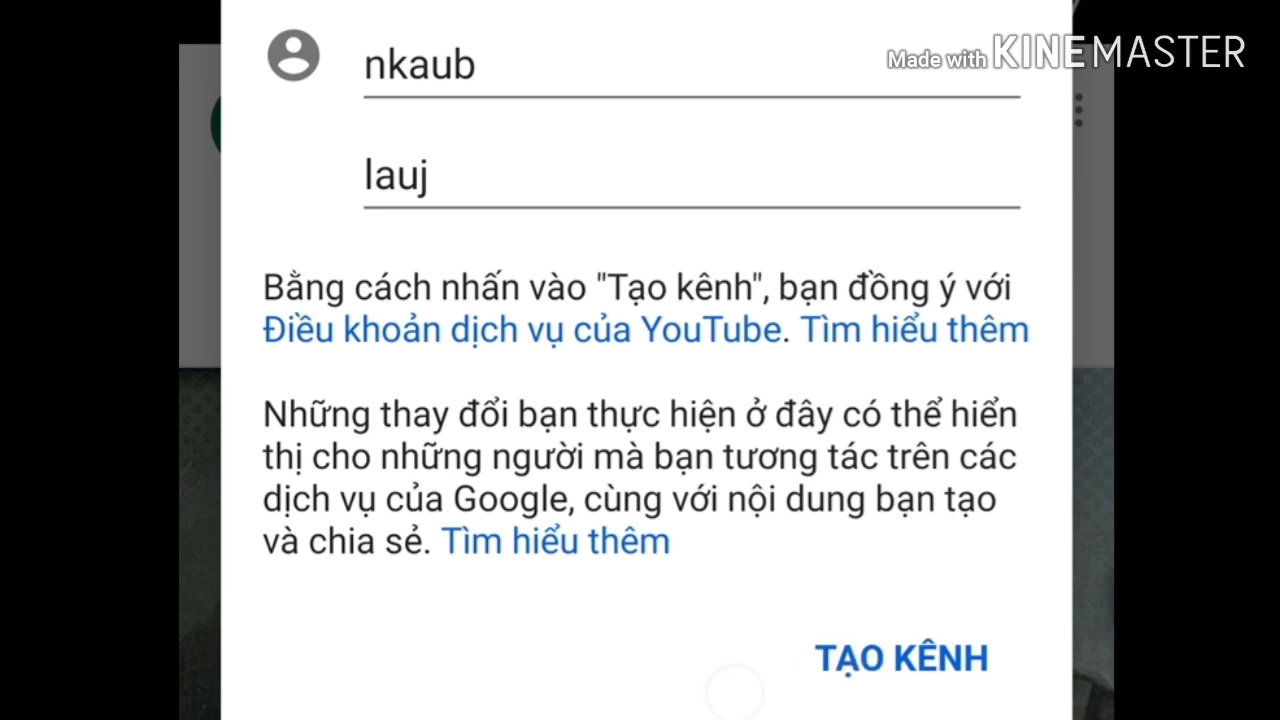 nkaub
Made with KINEMASTER
lauj
Bằng cách nhấn vào "Tạo kênh", bạn đồng ý với
Điều khoản dịch vụ của YouTube. Tìm hiểu thêm
Những thay đổi bạn thực hiện ở đây có thể hiển
thị cho những người mà bạn tương tác trên các
dịch vụ của Google, cùng với nội dung bạn tạo
và chia sẻ. Tìm hiểu thêm
TẠO KÊNH